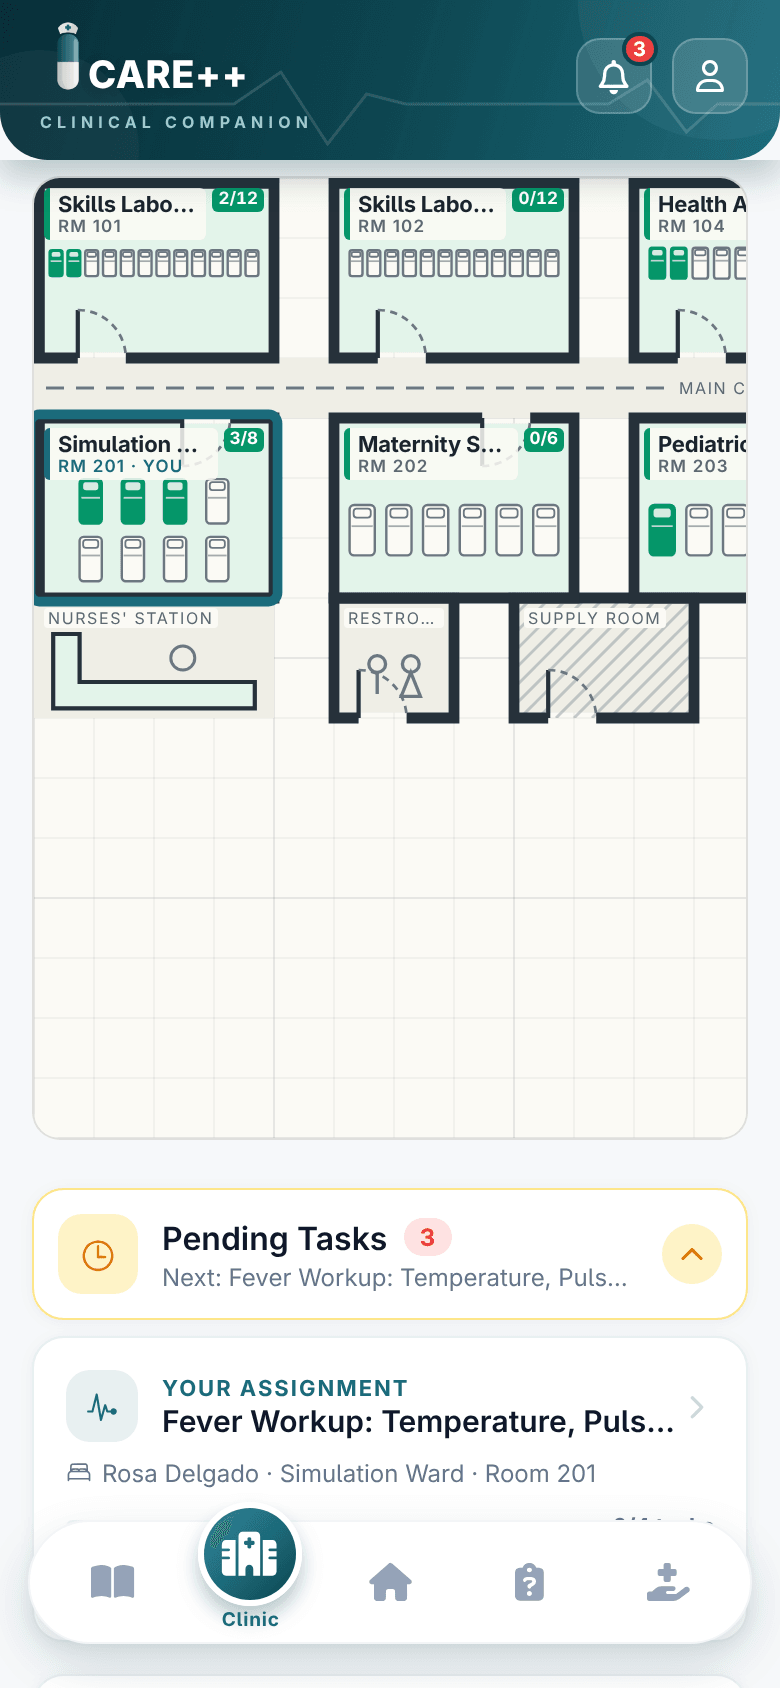 CARE++
3
CLINICAL COMPANION
Skills Labo...
2/12
RM 101
Skills Labo...
0/12
RM 102
Health A
RM 104
MAIN C
Simulation ...
3/8
RM 201 · YOU
Maternity S...
0/6
RM 202
Pediatric
RM 203
NURSES' STATION
RESTRO...
SUPPLY ROOM
Pending Tasks 3
Next: Fever Workup: Temperature, Puls...
YOUR ASSIGNMENT
Fever Workup: Temperature, Puls...
Rosa Delgado · Simulation Ward · Room 201
Clinic